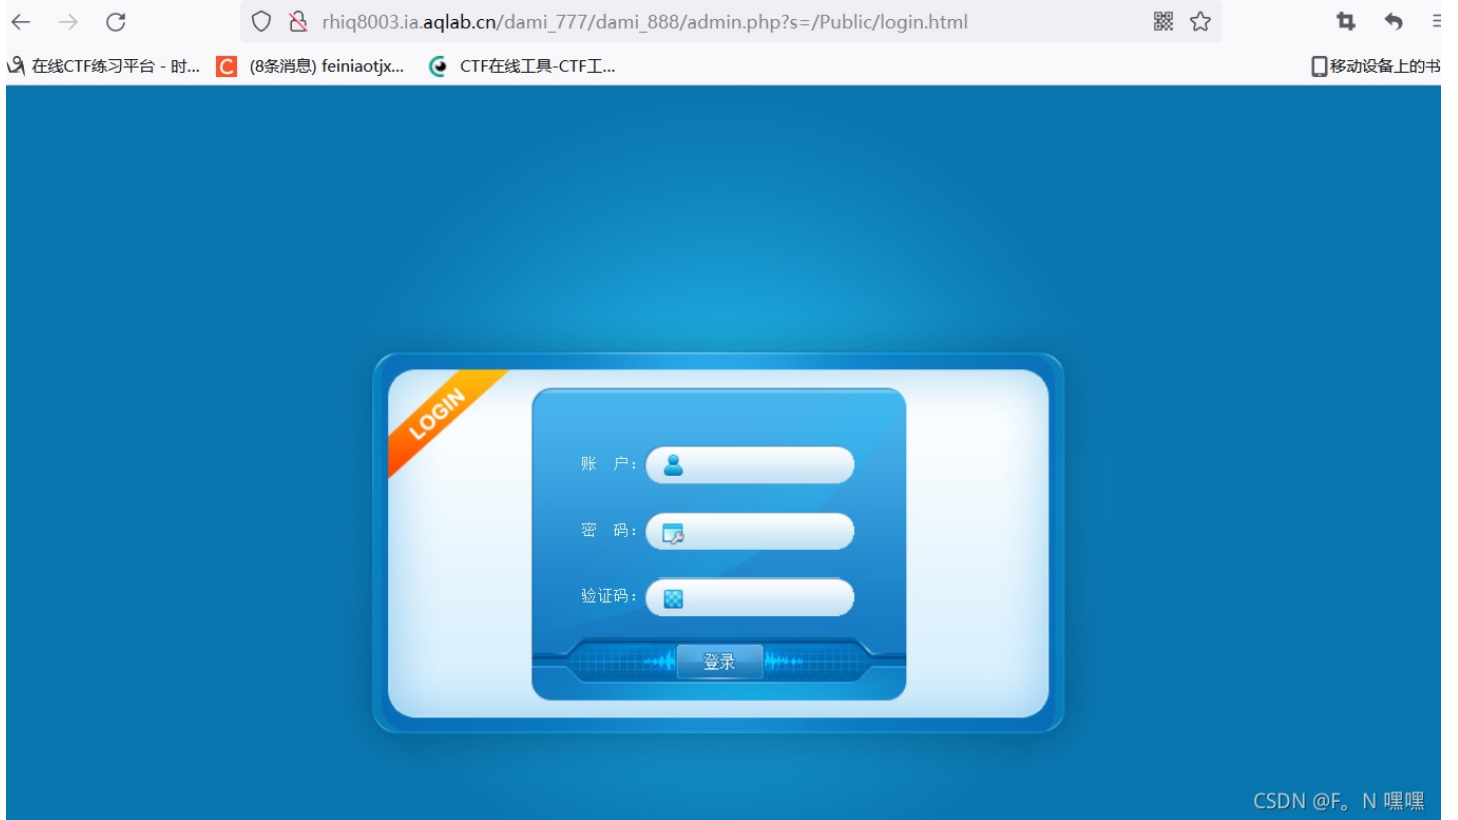 rhiq8003.ia.aqlab.cn/dami_777/dami_888/admin.php?s=/Public/login.html
在线CTF练习平台 - 时... C (8条消息) feiniaotjx... CTF在线工具-CTF工... 移动设备上的书
LOGIN
账 户:
密 码:
验证码:
登录
CSDN @F。N 嘿嘿